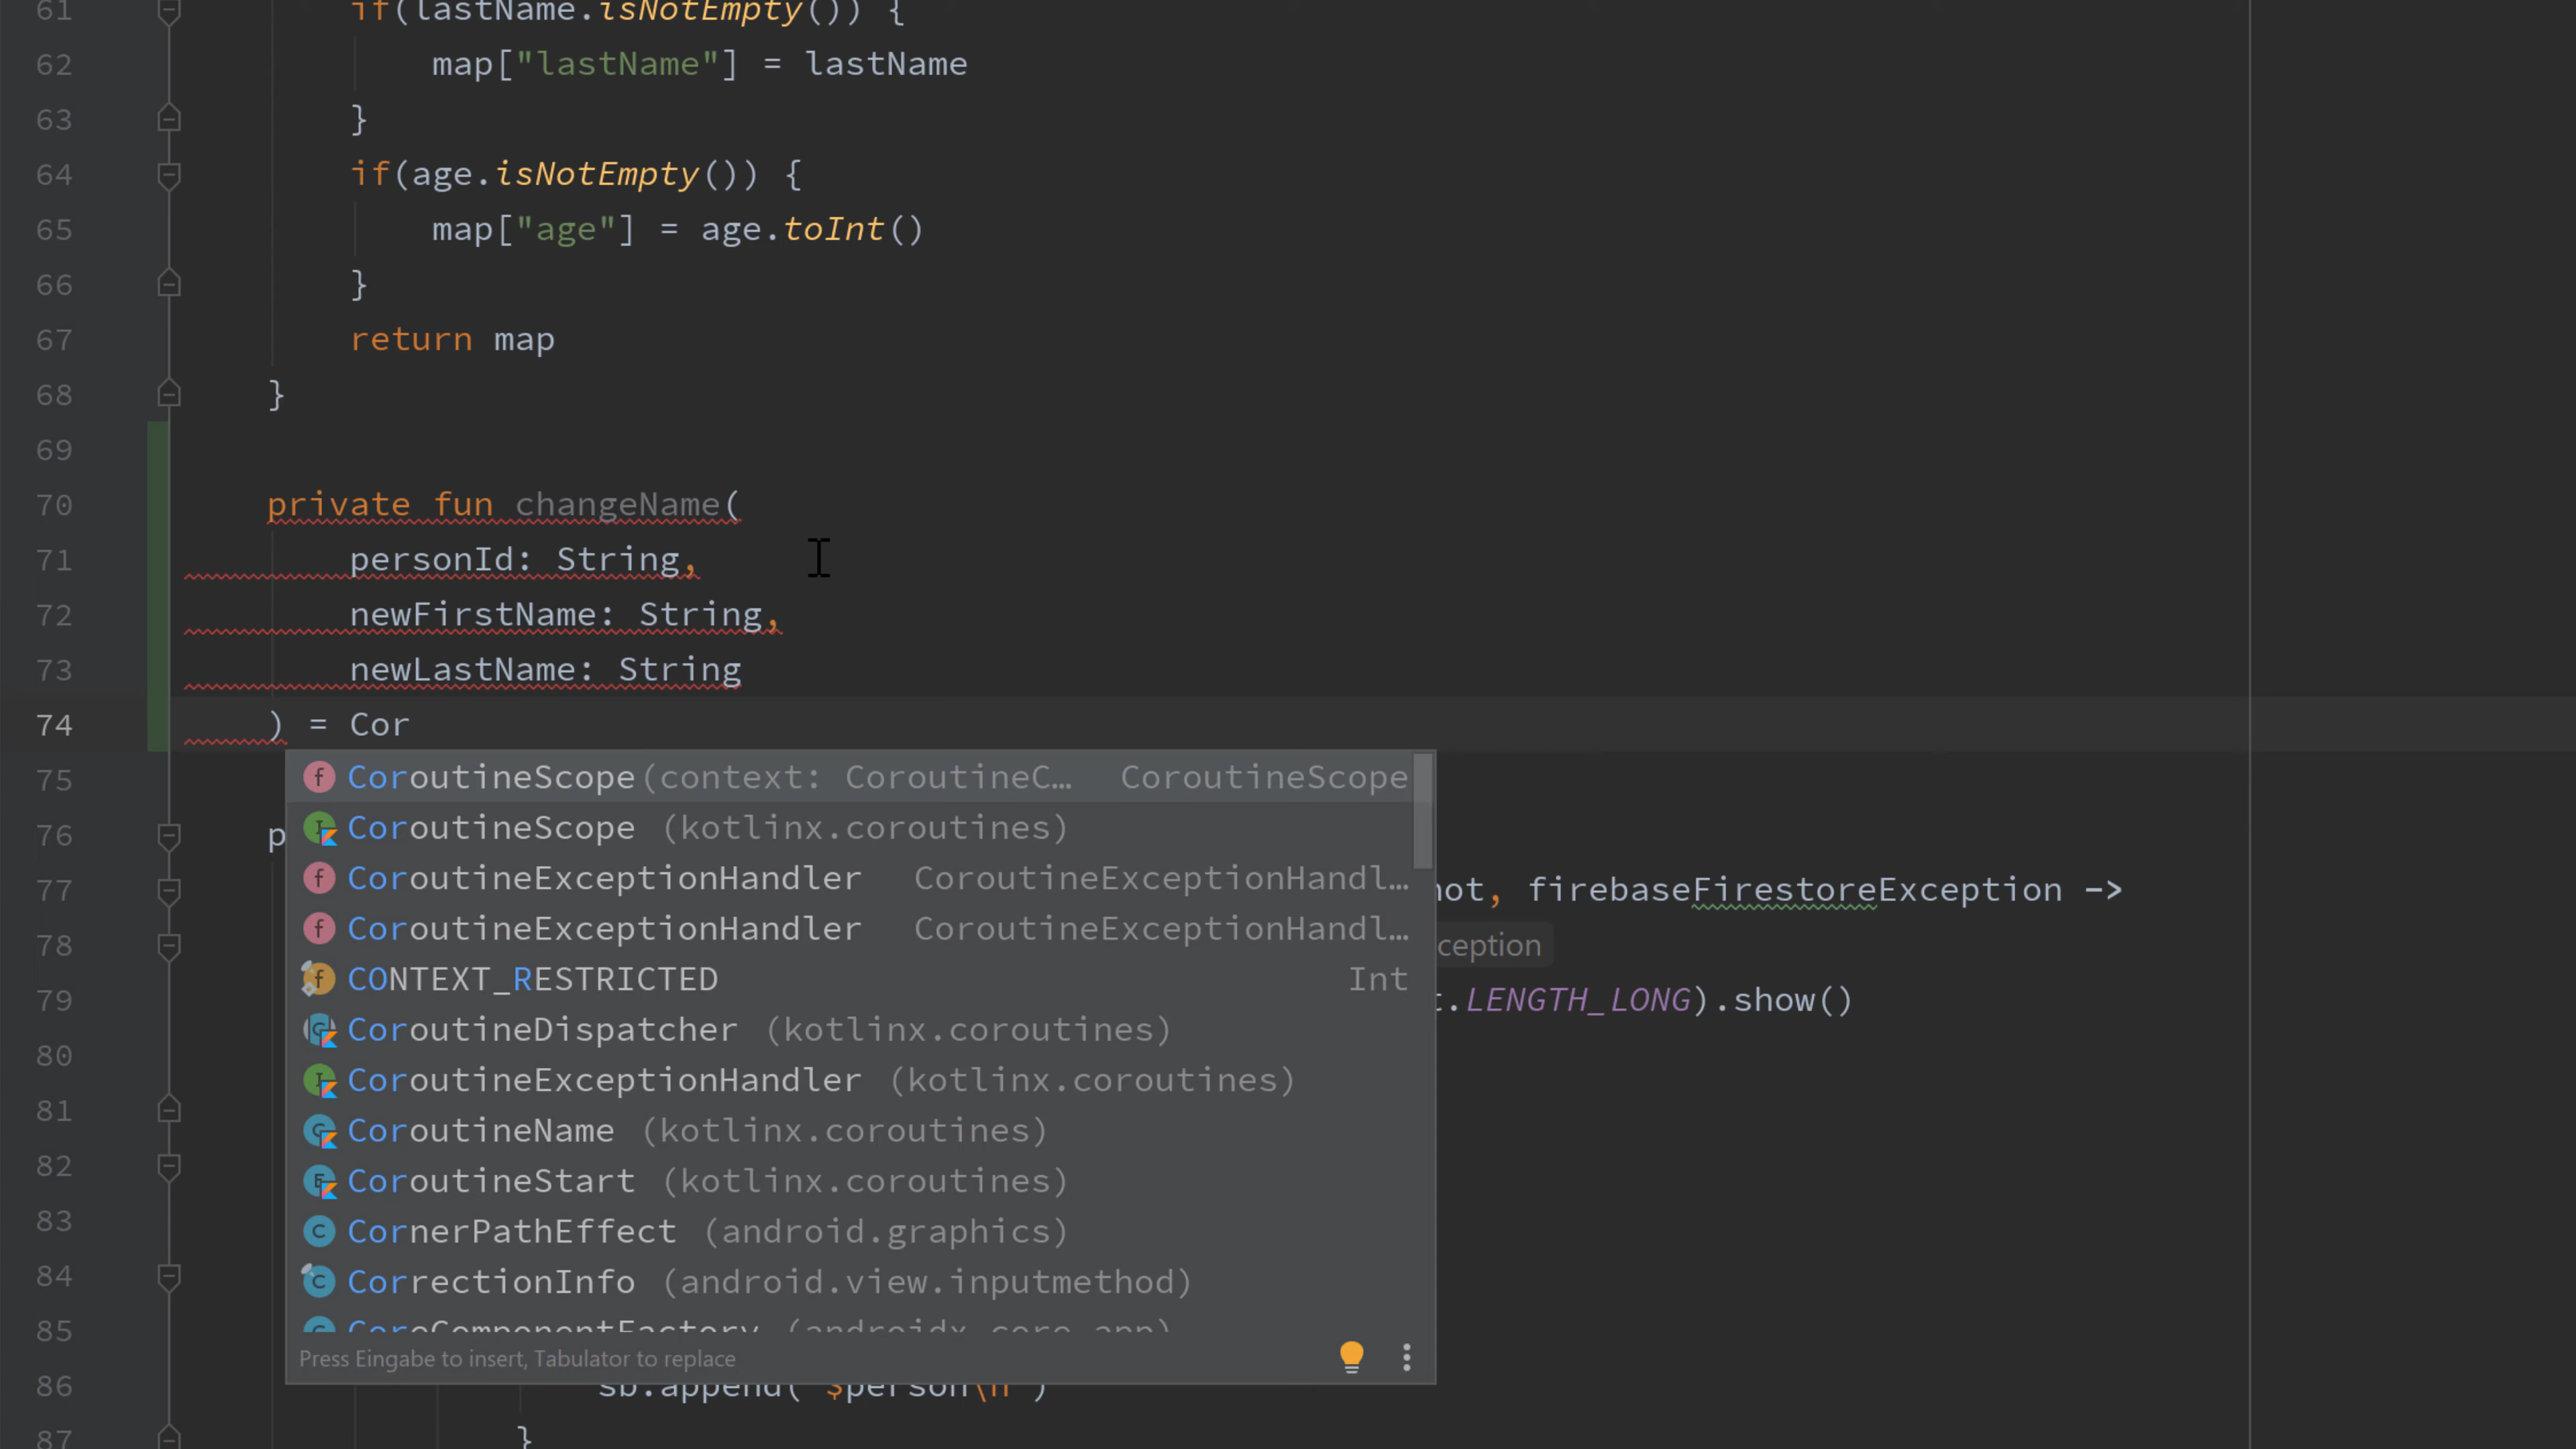 61 if(lastName.isNotEmpty()) {
62 map["lastName"] = lastName
63 }
64 if(age.isNotEmpty()) {
65 map["age"] = age.toInt()
66 }
67 return map
68 }
69
70 private fun changeName(
71 personId: String,
72 newFirstName: String,
73 newLastName: String
74 ) = Cor
75 CoroutineScope(context: CoroutineC… CoroutineScope
CoroutineScope (kotlinx.coroutines)
76 p
CoroutineExceptionHandler CoroutineExceptionHandl…
77 not, firebaseFirestoreException ->
CoroutineExceptionHandler CoroutineExceptionHandl…
78 ception
CONTEXT_RESTRICTED Int
79 t.LENGTH_LONG).show()
CoroutineDispatcher (kotlinx.coroutines)
80
CoroutineExceptionHandler (kotlinx.coroutines)
81
CoroutineName (kotlinx.coroutines)
82
CoroutineStart (kotlinx.coroutines)
83
CornerPathEffect (android.graphics)
84
CorrectionInfo (android.view.inputmethod)
85
CoreComponentFactory (androidx.core.app)
Press Eingabe to insert, Tabulator to replace
86 sb.append("$person\n")
87 }